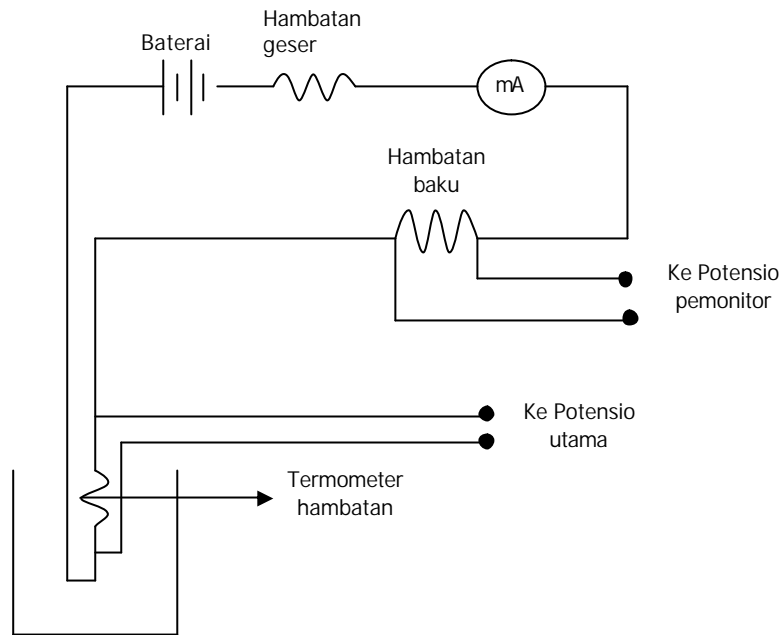 Hambatan
geser
Baterai
mA
Hambatan
baku
Ke Potensio
pemonitor
Ke Potensio
utama
Termometer
hambatan